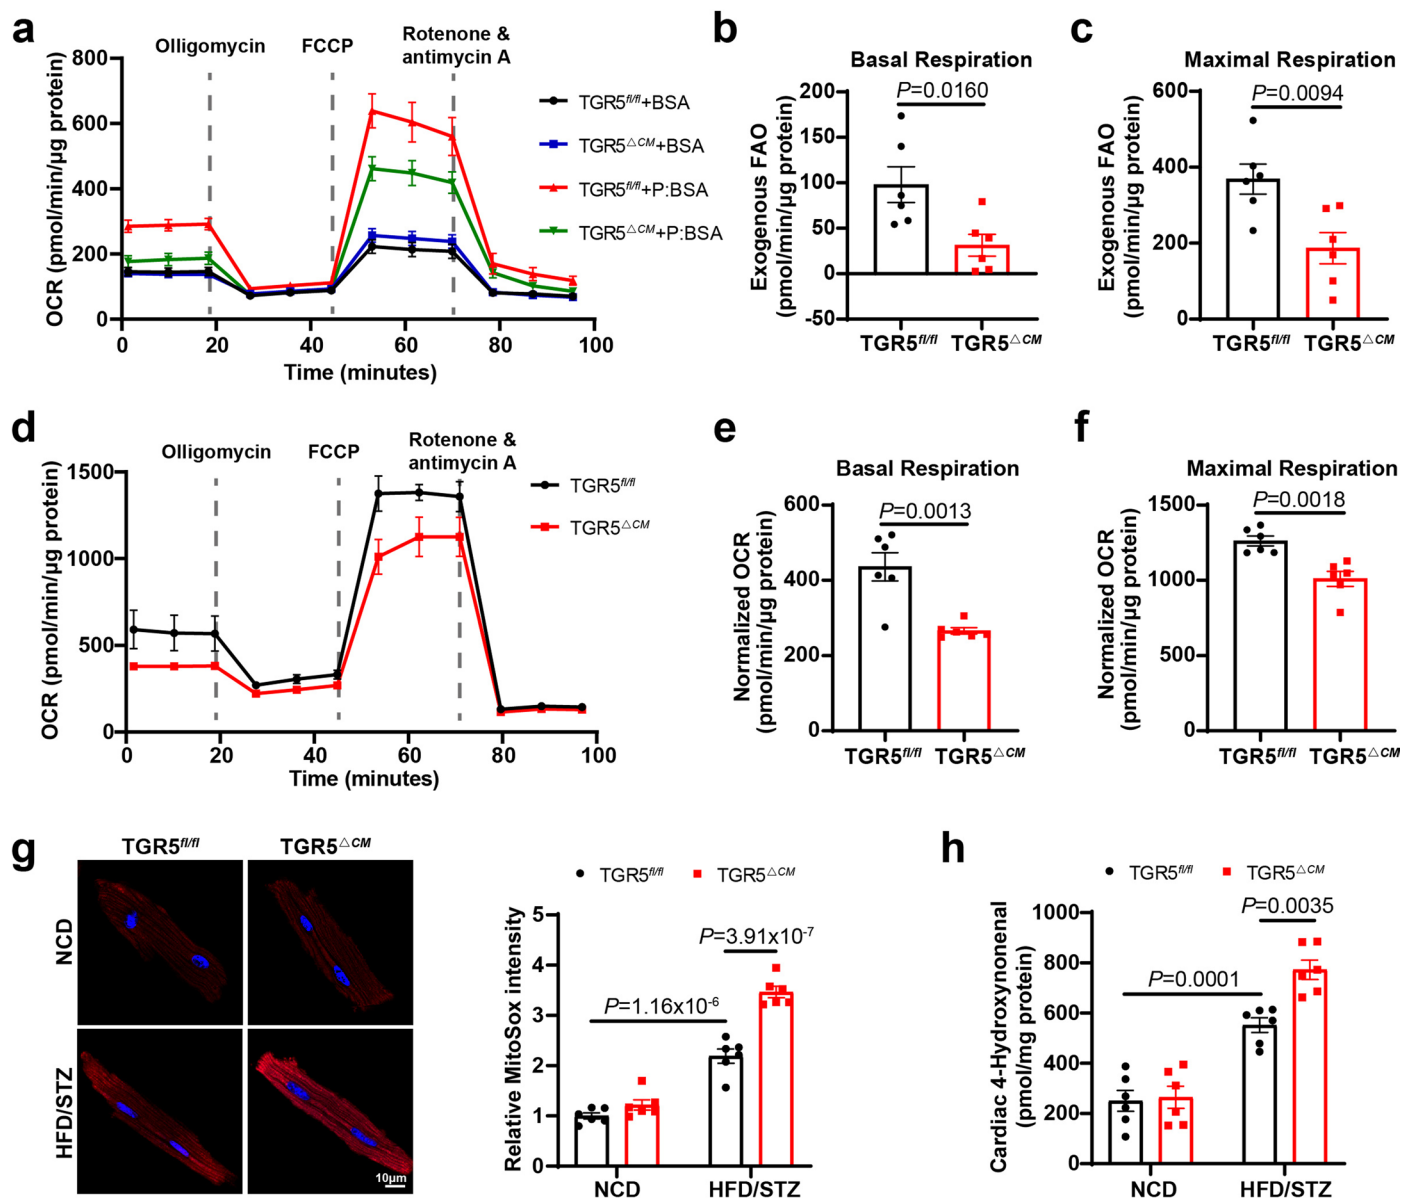 a
OCR (pmol/min/µg protein)
Olligomycin
FCCP
Rotenone &
antimycin A
800
600
400
200
0
0 20 40 60 80 100
Time (minutes)
TGR5fl/fl+BSA
TGR5△CM+BSA
TGR5fl/fl+P:BSA
TGR5△CM+P:BSA
b
Basal Respiration
P=0.0160
Exogenous FAO
(pmol/min/µg protein)
200
150
100
50
0
-50
TGR5fl/fl TGR5△CM
c
Maximal Respiration
P=0.0094
Exogenous FAO
(pmol/min/µg protein)
600
400
200
0
TGR5fl/fl TGR5△CM
d
OCR (pmol/min/µg protein)
Olligomycin
FCCP
Rotenone &
antimycin A
1500
1000
500
0
0 20 40 60 80 100
Time (minutes)
TGR5fl/fl
TGR5△CM
e
Basal Respiration
P=0.0013
Normalized OCR
(pmol/min/µg protein)
600
400
200
0
TGR5fl/fl TGR5△CM
f
Maximal Respiration
P=0.0018
Normalized OCR
(pmol/min/µg protein)
1500
1000
500
0
TGR5fl/fl TGR5△CM
g
TGR5fl/fl TGR5△CM
NCD
HFD/STZ
10µm
TGR5fl/fl TGR5△CM
Relative MitoSox intensity
5
4
3
2
1
0
P=3.91x10-7
P=1.16x10-6
NCD HFD/STZ
h
TGR5fl/fl TGR5△CM
Cardiac 4-Hydroxynonenal
(pmol/mg protein)
1000
800
600
400
200
0
P=0.0035
P=0.0001
NCD HFD/STZ